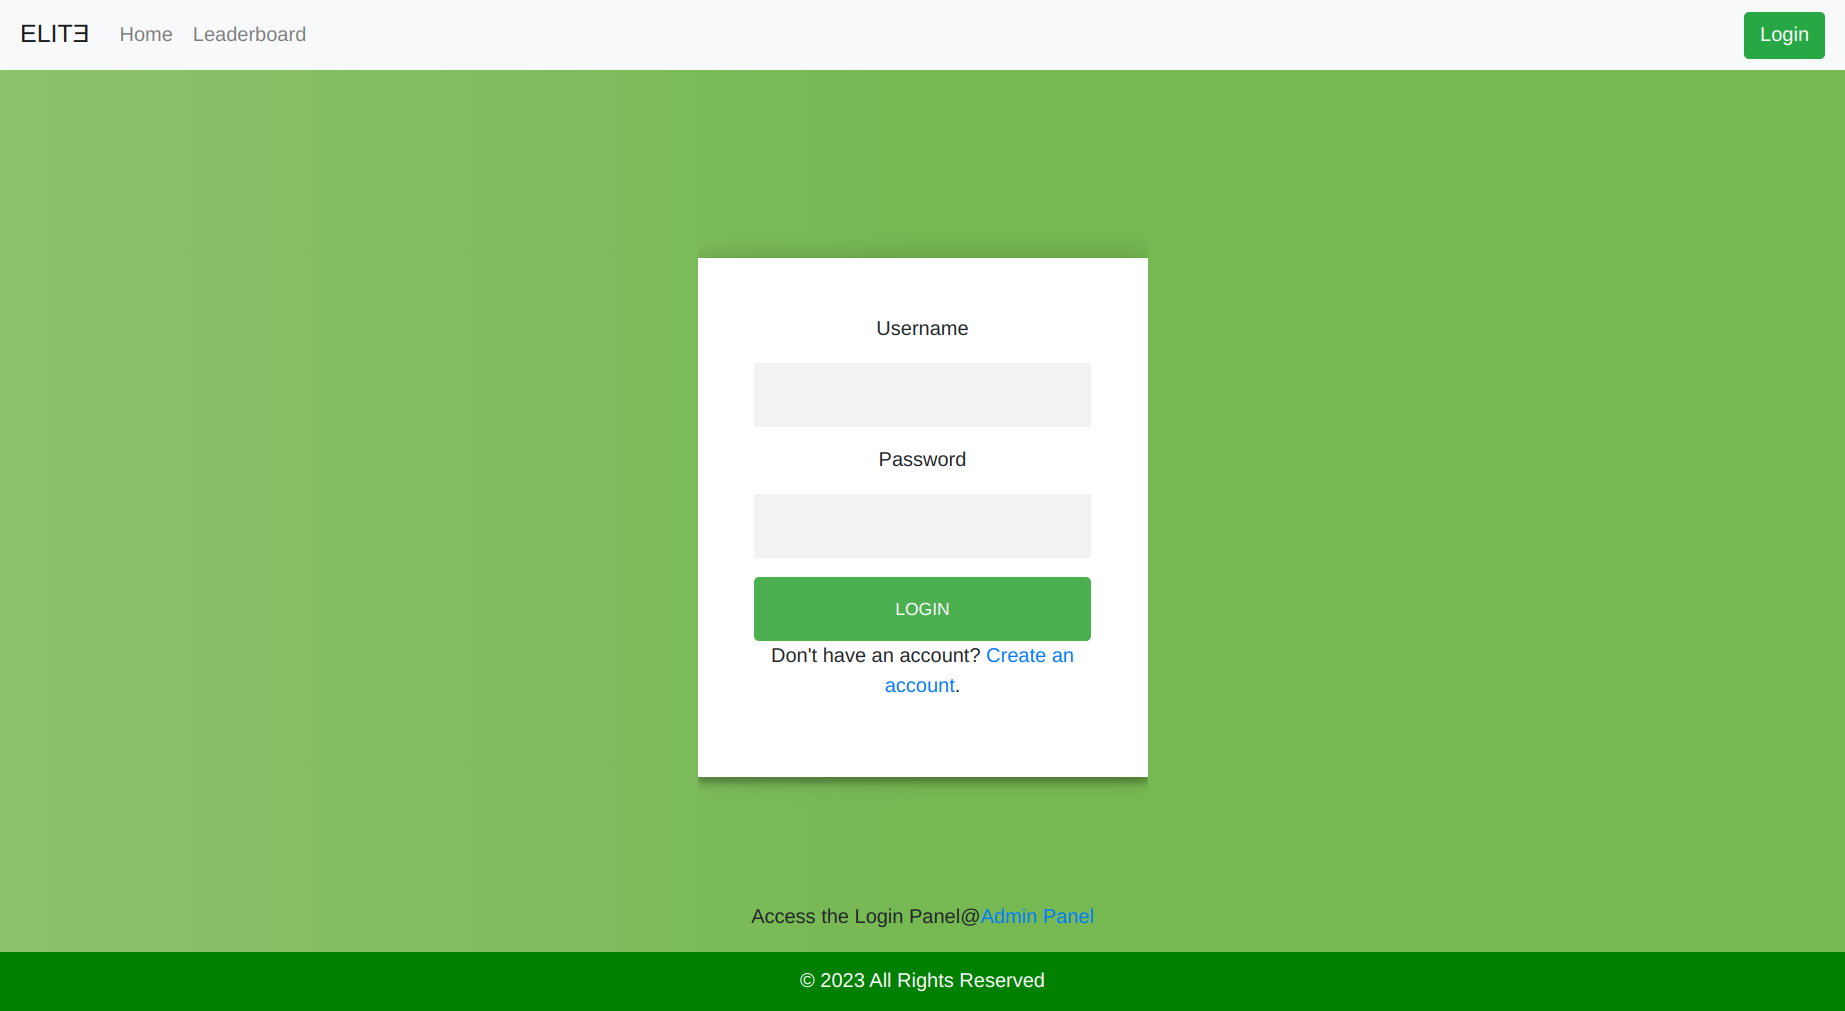 ELITƎ Home Leaderboard Login
Username
Password
LOGIN
Don't have an account? Create an
account.
Access the Login Panel@Admin Panel
© 2023 All Rights Reserved